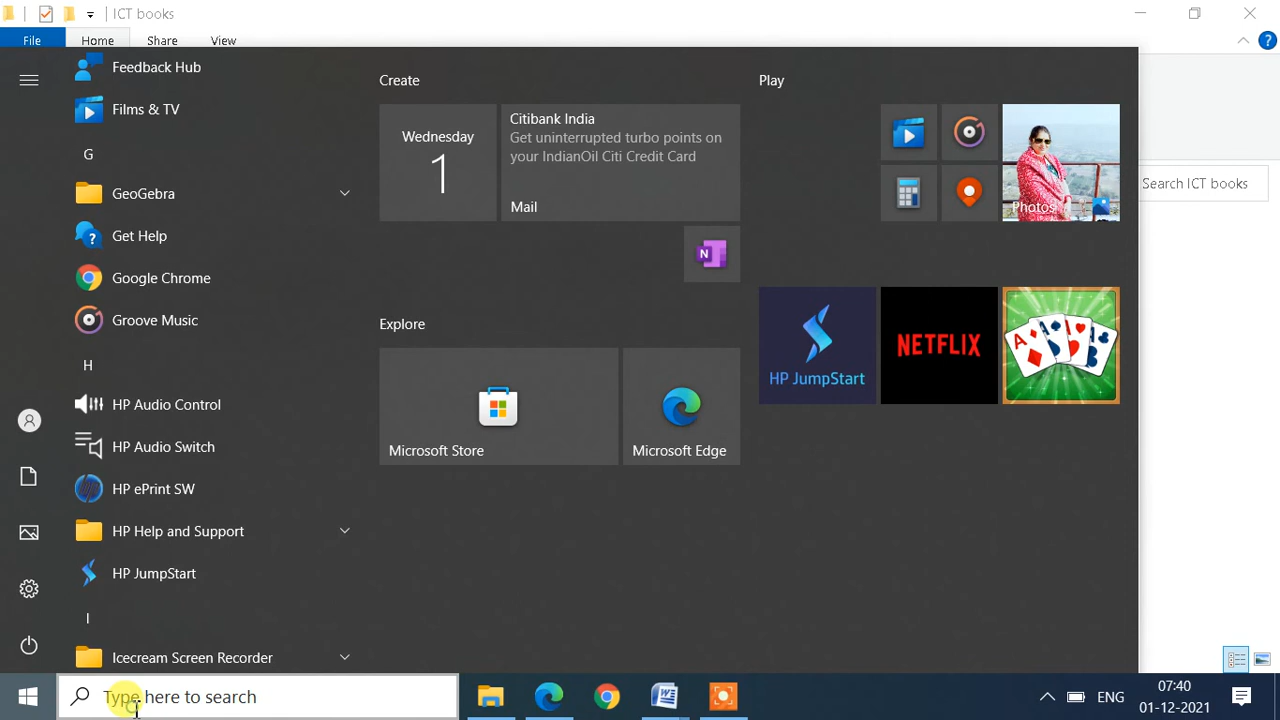 ICT books
File
Home
Share
View
Feedback Hub
Films & TV
G
GeoGebra
Get Help
Google Chrome
Groove Music
H
HP Audio Control
HP Audio Switch
HP ePrint SW
HP Help and Support
HP JumpStart
I
Icecream Screen Recorder
Create
Wednesday
1
Citibank India
Get uninterrupted turbo points on
your IndianOil Citi Credit Card
Mail
N
Explore
Microsoft Store
Microsoft Edge
Play
Photos
HP JumpStart
NETFLIX
Search ICT books
Type here to search
ENG
07:40
01-12-2021